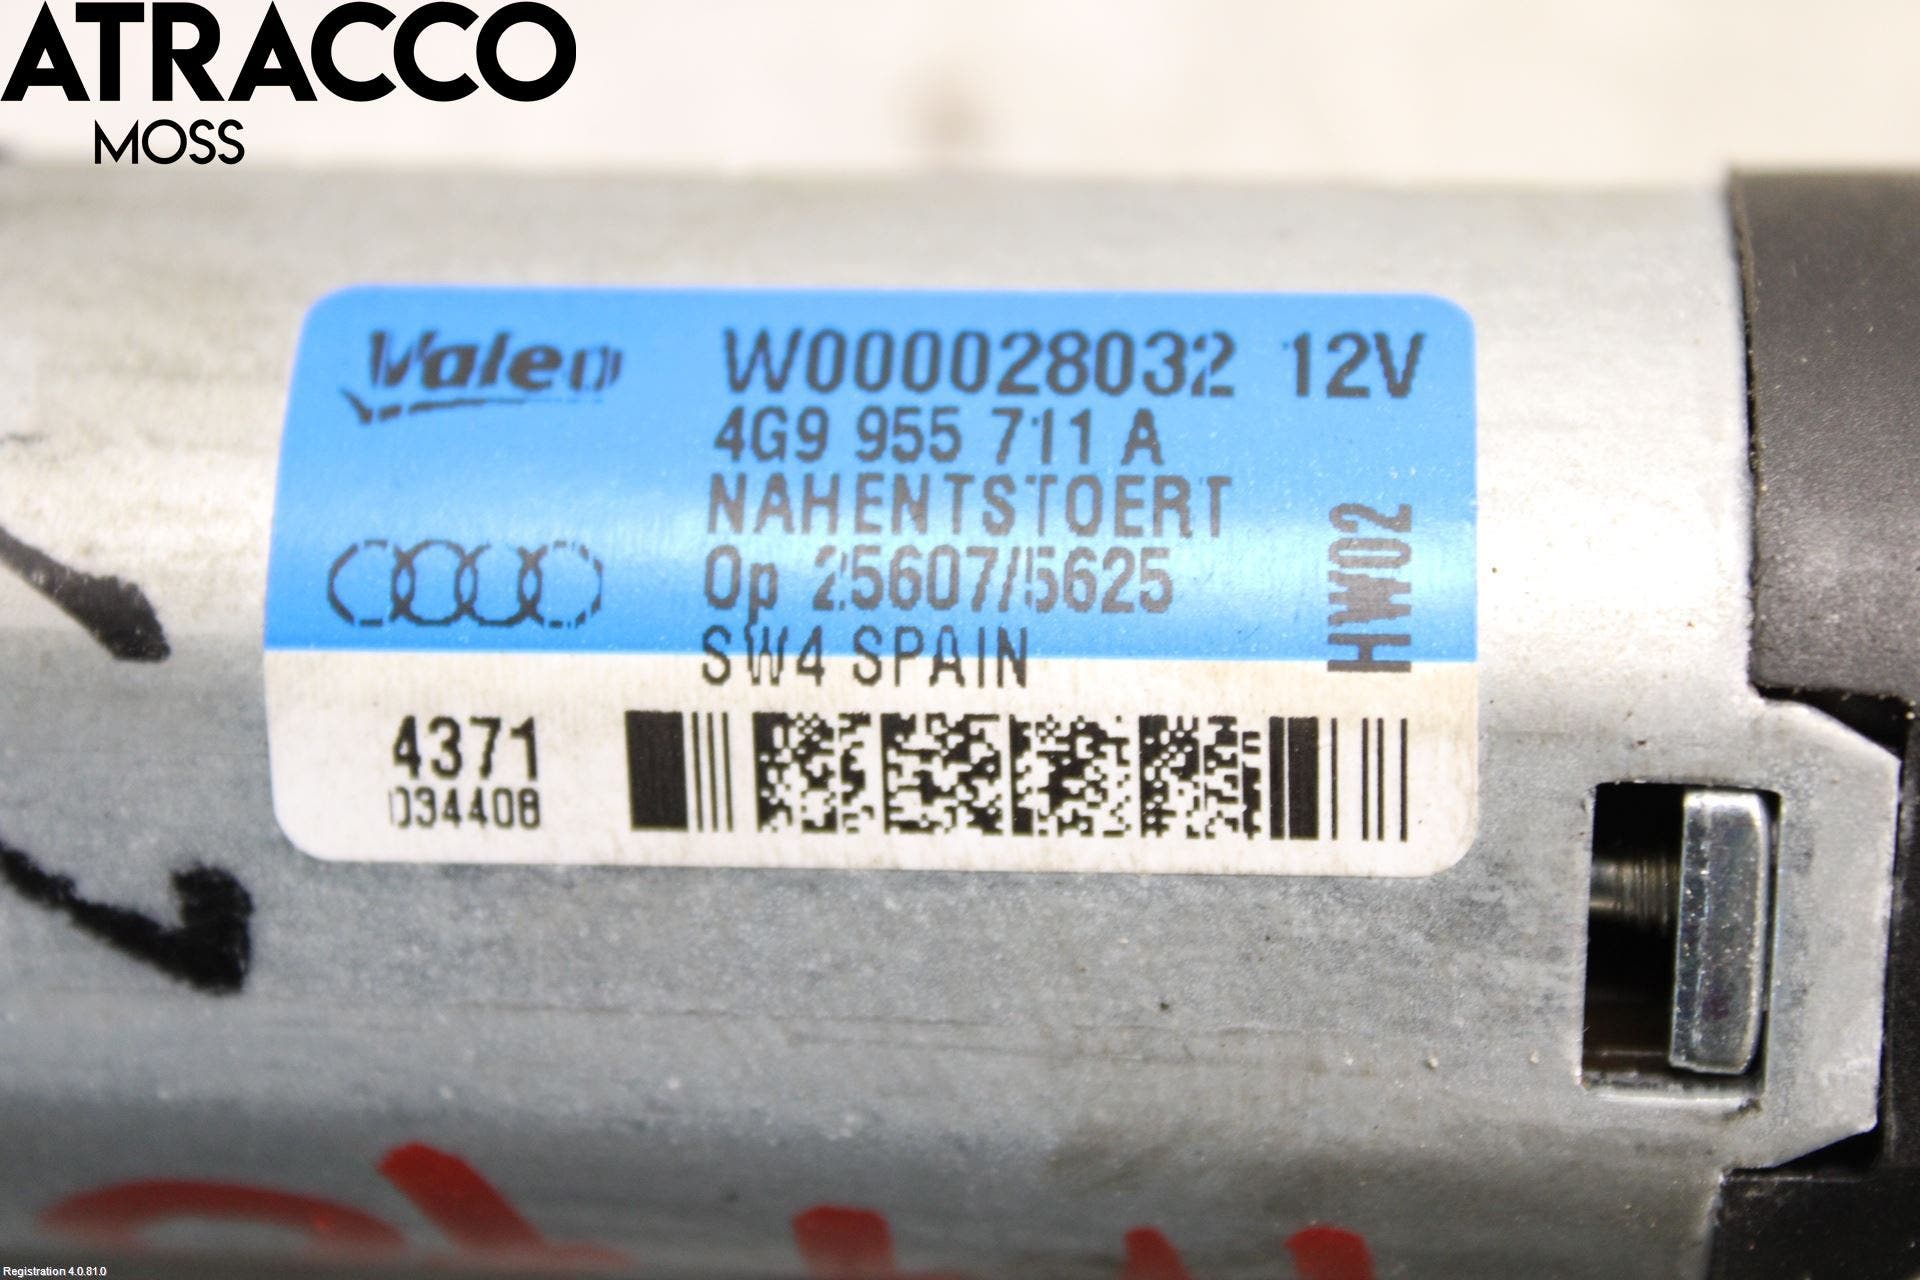 ATRACCO
MOSS
Valeo W000028032 12V
4G9 955 711 A
NAHENTSTOERT
Op 25607/5625
SW4 SPAIN
HW02
4371
034408
Registration 4.0.81.0